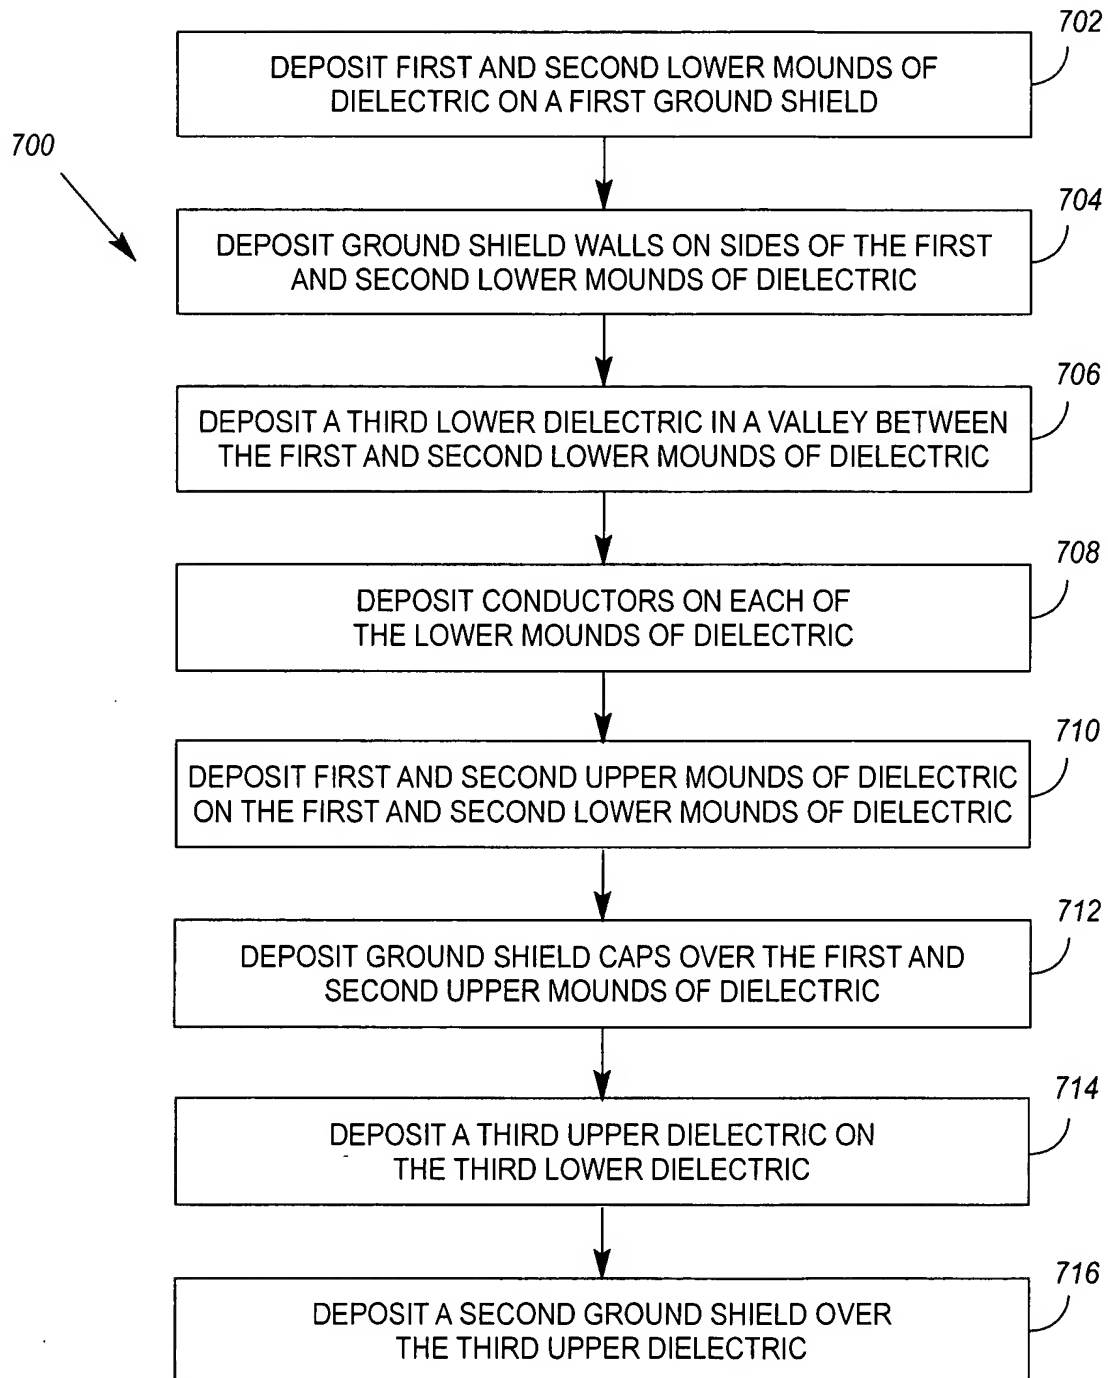 702
DEPOSIT FIRST AND SECOND LOWER MOUNDS OF
DIELECTRIC ON A FIRST GROUND SHIELD
700
704
DEPOSIT GROUND SHIELD WALLS ON SIDES OF THE FIRST
AND SECOND LOWER MOUNDS OF DIELECTRIC
706
DEPOSIT A THIRD LOWER DIELECTRIC IN A VALLEY BETWEEN
THE FIRST AND SECOND LOWER MOUNDS OF DIELECTRIC
708
DEPOSIT CONDUCTORS ON EACH OF
THE LOWER MOUNDS OF DIELECTRIC
710
DEPOSIT FIRST AND SECOND UPPER MOUNDS OF DIELECTRIC
ON THE FIRST AND SECOND LOWER MOUNDS OF DIELECTRIC
712
DEPOSIT GROUND SHIELD CAPS OVER THE FIRST AND
SECOND UPPER MOUNDS OF DIELECTRIC
714
DEPOSIT A THIRD UPPER DIELECTRIC ON
THE THIRD LOWER DIELECTRIC
716
DEPOSIT A SECOND GROUND SHIELD OVER
THE THIRD UPPER DIELECTRIC